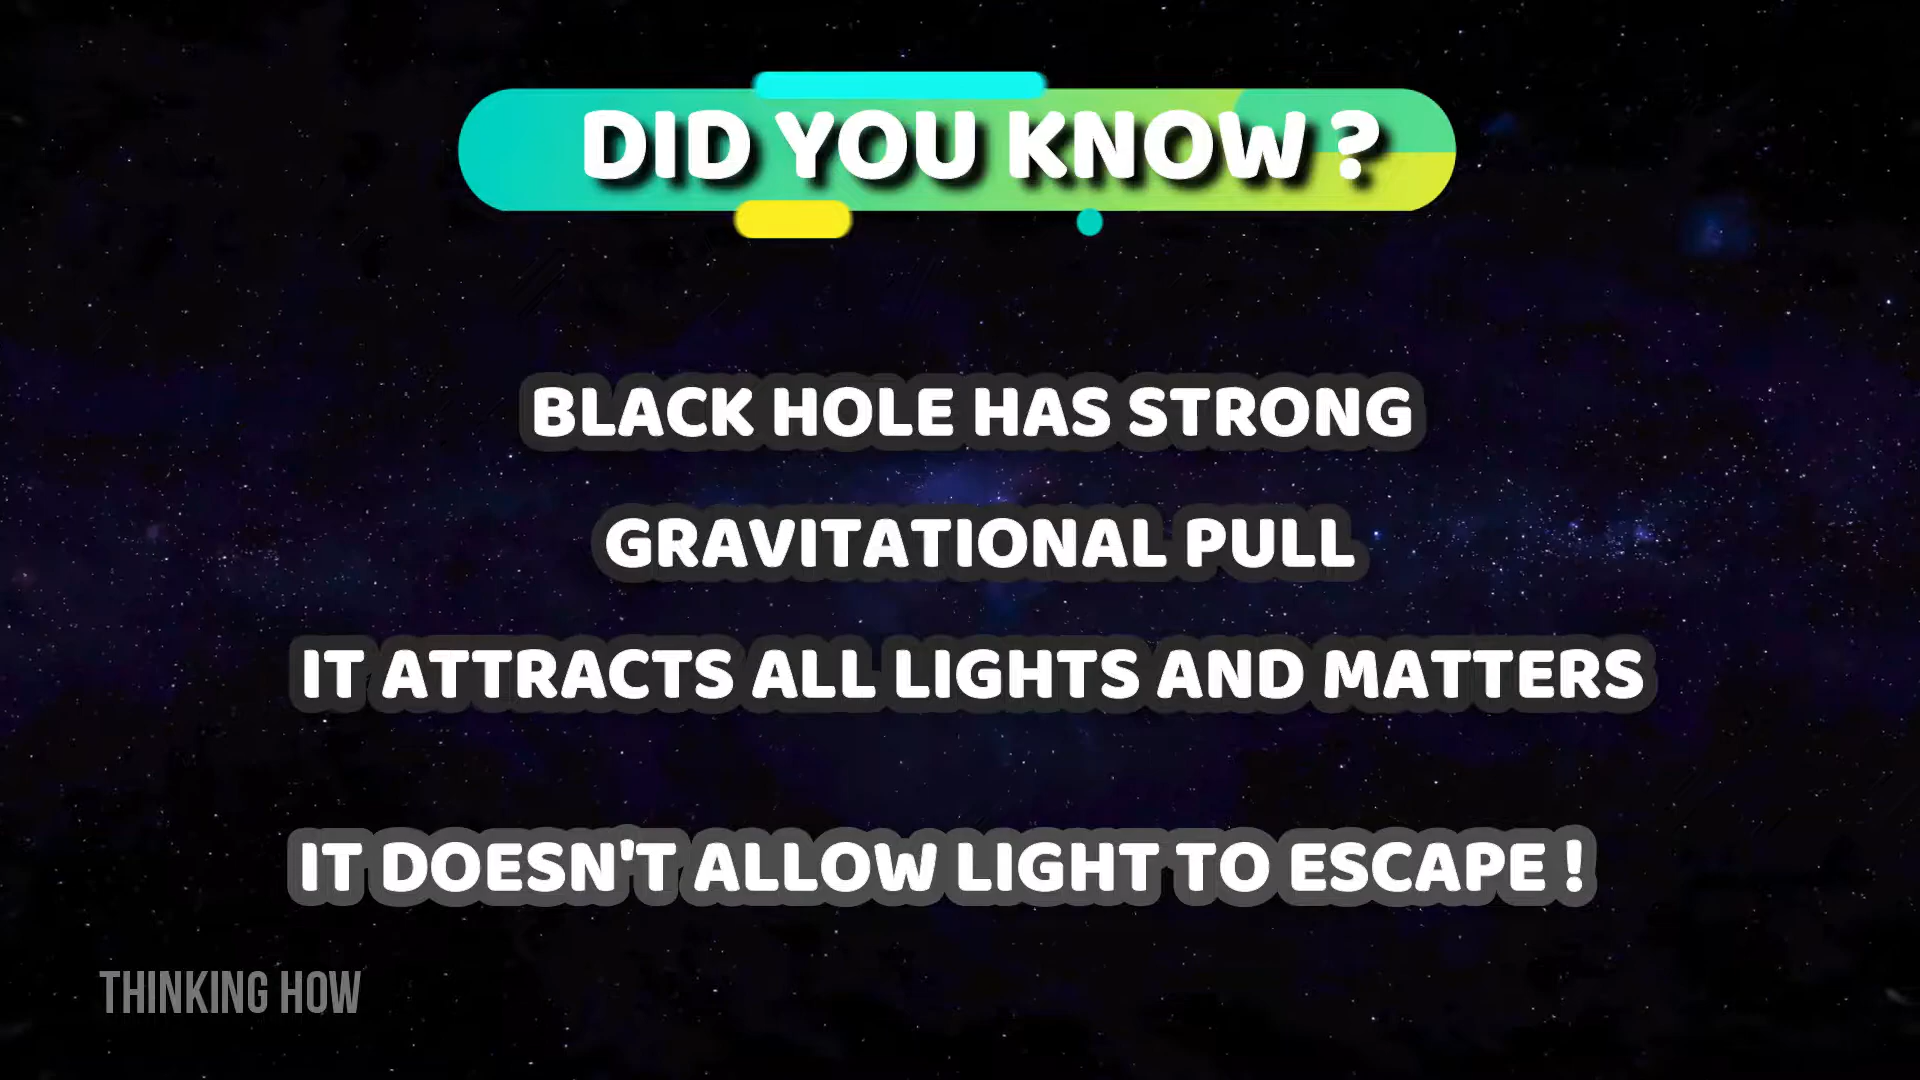 DID YOU KNOW ?
BLACK HOLE HAS STRONG
GRAVITATIONAL PULL
IT ATTRACTS ALL LIGHTS AND MATTERS
IT DOESN'T ALLOW LIGHT TO ESCAPE !
THINKING HOW